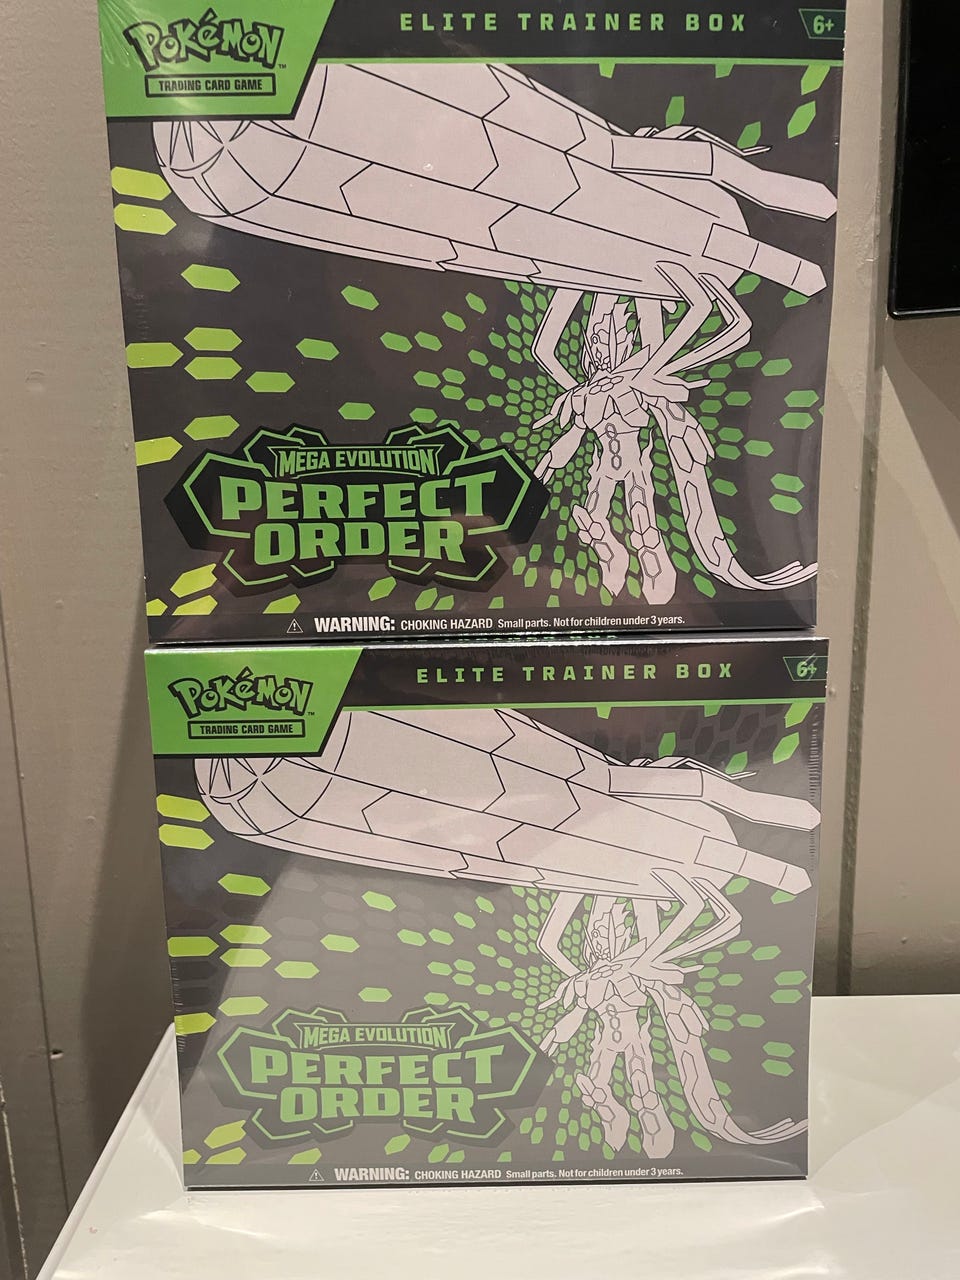 ELITE TRAINER BOX
6+
POKéMON™
TRADING CARD GAME
MEGA EVOLUTION
PERFECT
ORDER
WARNING: CHOKING HAZARD Small parts. Not for children under 3 years.
ELITE TRAINER BOX
6+
POKéMON™
TRADING CARD GAME
MEGA EVOLUTION
PERFECT
ORDER
WARNING: CHOKING HAZARD Small parts. Not for children under 3 years.